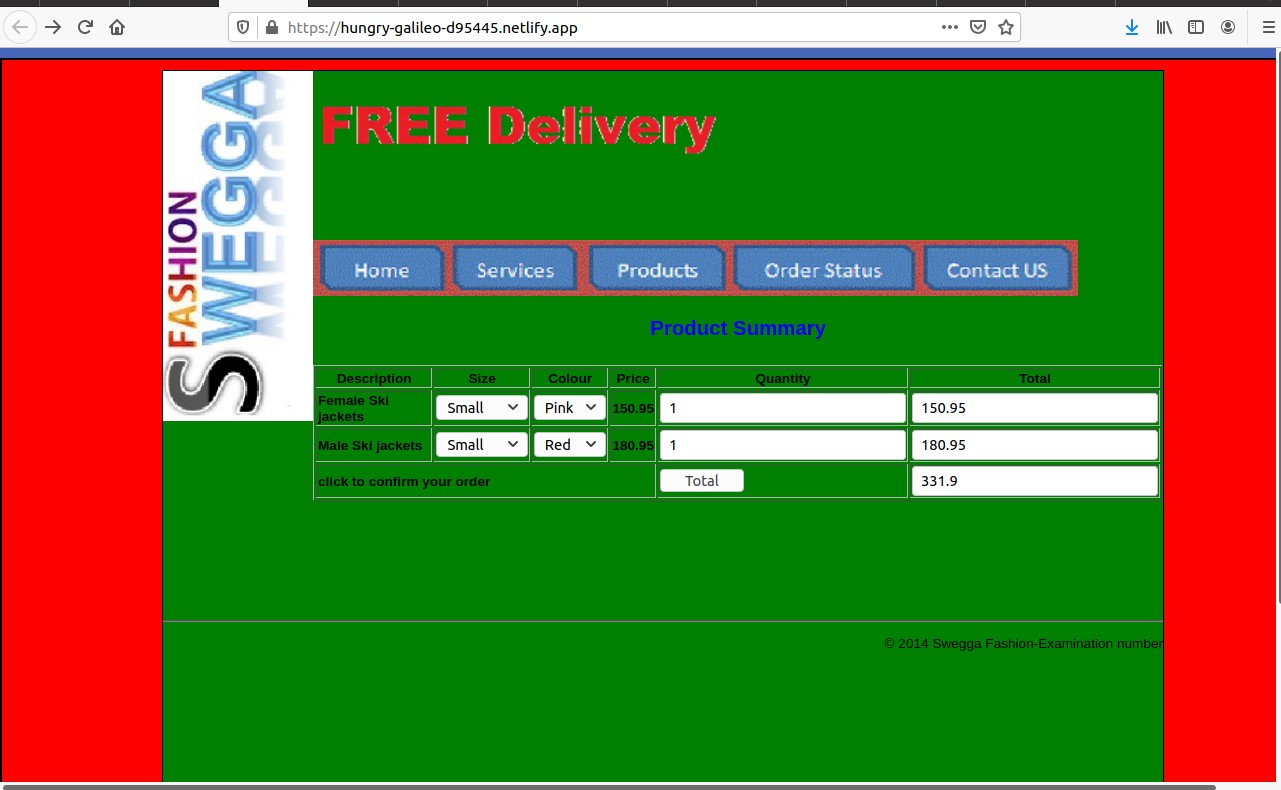 https://hungry-galileo-d95445.netlify.app
FASHION
SWEGGA
FREE Delivery
Home Services Products Order Status Contact US
Product Summary
Description Size Colour Price Quantity Total
Female Ski jackets Small Pink 150.95 1 150.95
Male Ski jackets Small Red 180.95 1 180.95
click to confirm your order Total 331.9
© 2014 Swegga Fashion-Examination number